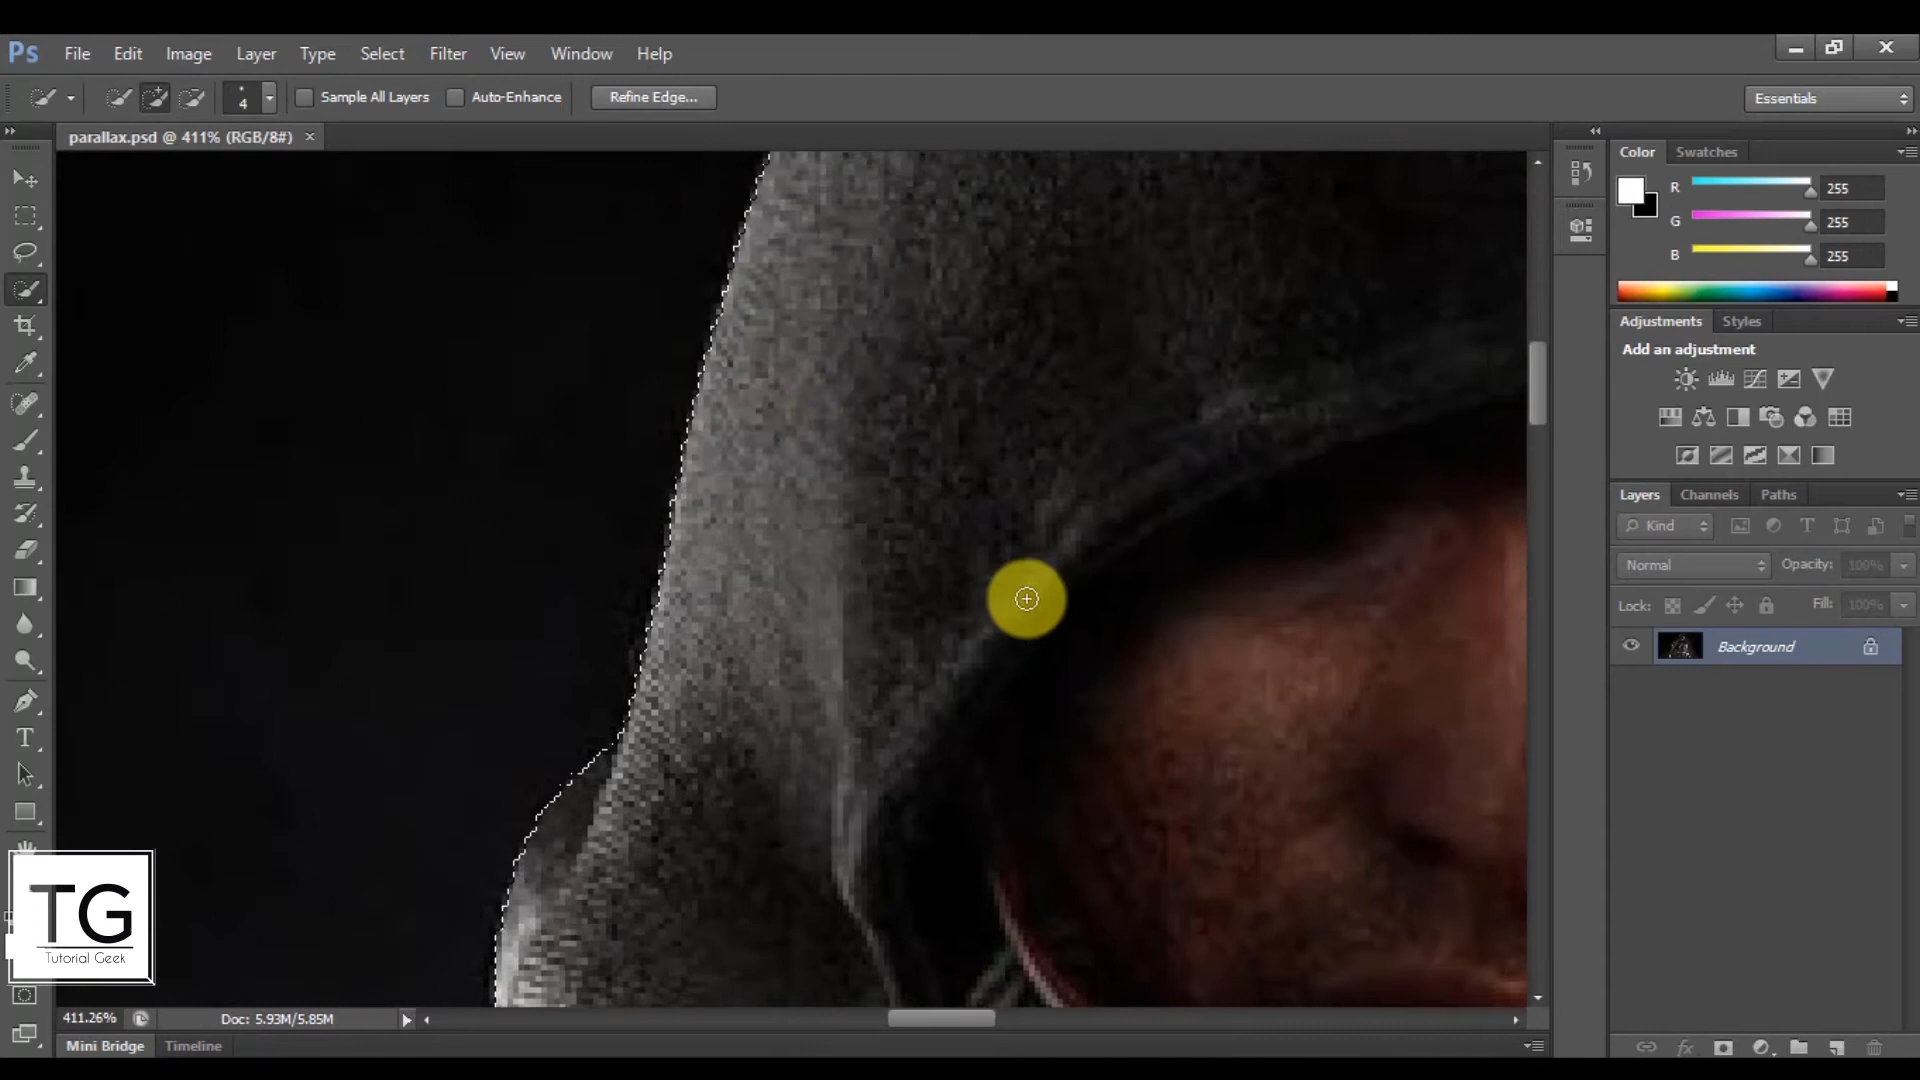 Ps File Edit Image Layer Type Select Filter View Window Help
4 Sample All Layers Auto-Enhance Refine Edge... Essentials
parallax.psd @ 411% (RGB/8#) ×
Color Swatches
R 255
G 255
B 255
Adjustments Styles
Add an adjustment
Layers Channels Paths
Kind
Normal Opacity: 100%
Lock: Fill: 100%
Background
TG
Tutorial Geek
411.26% Doc: 5.93M/5.85M
Mini Bridge Timeline